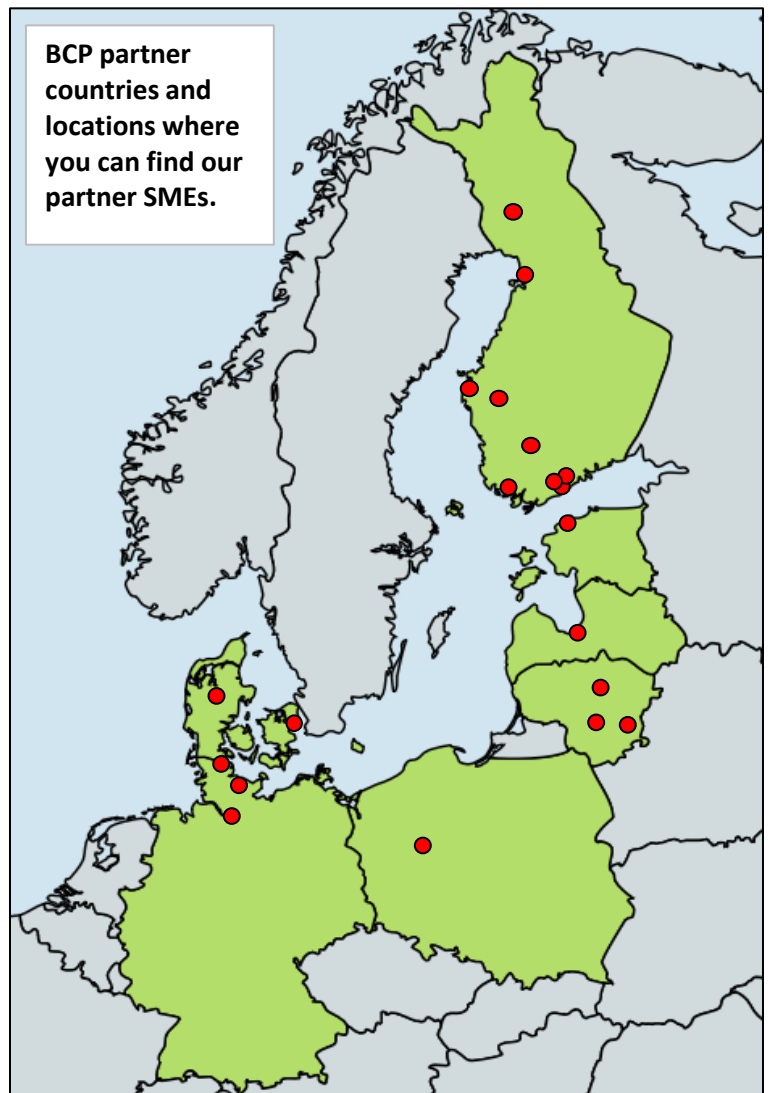 BCP partner
countries and
locations where
you can find our
partner SMEs.